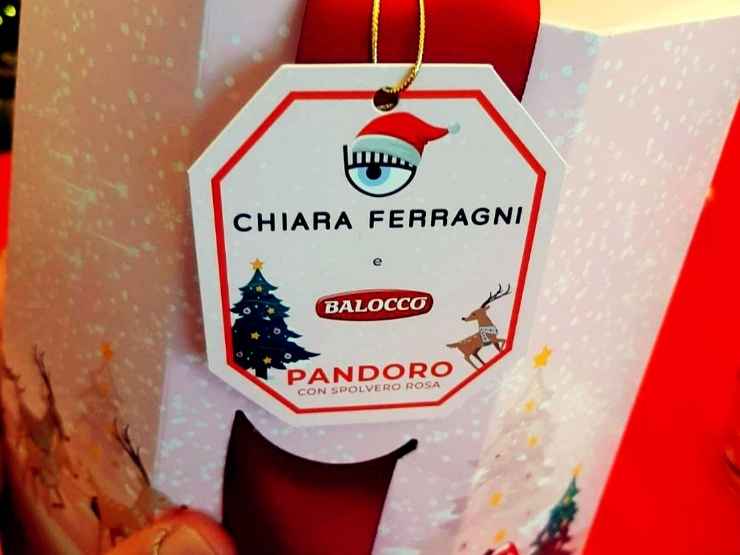 CHIARA FERRAGNI
e
BALOCCO
PANDORO
CON SPOLVERO ROSA